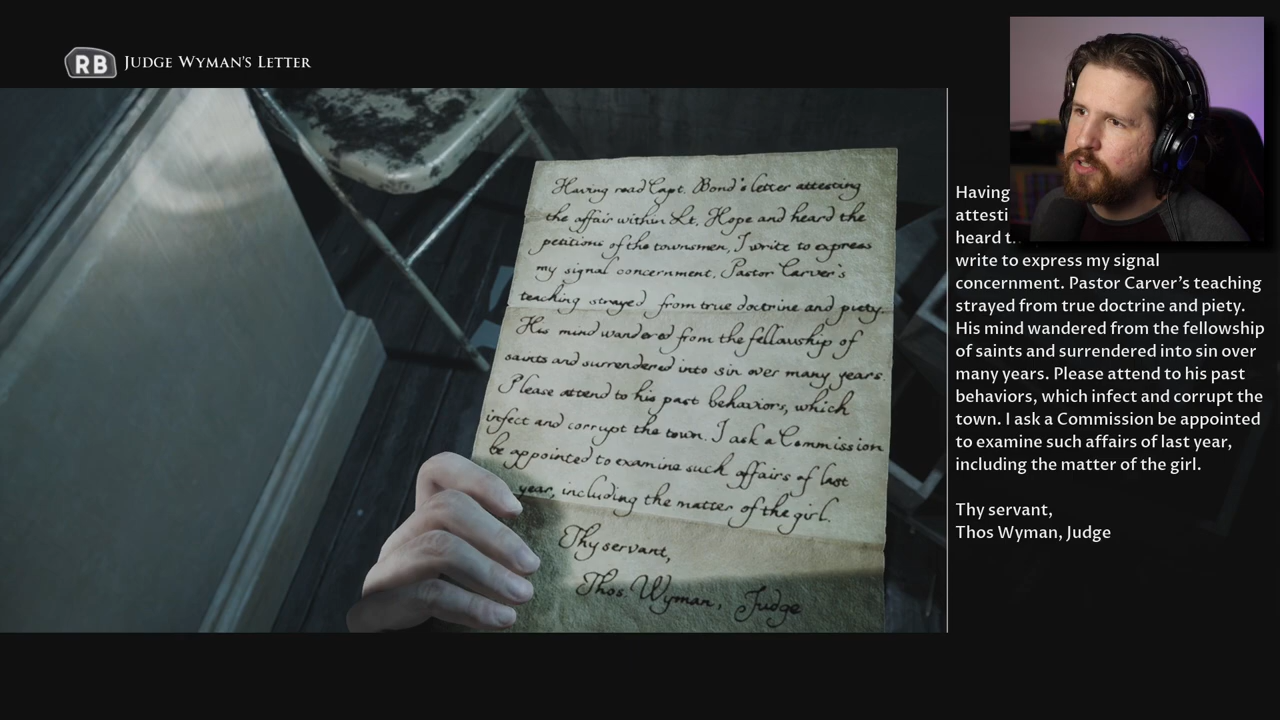 RB JUDGE WYMAN'S LETTER
Having read Capt. Bond's letter attesting
the affair within Lt. Hope and heard the
petitions of the townsmen, I write to express
my signal concernment. Pastor Carver's
teaching strayed from true doctrine and piety.
His mind wandered from the fellowship of
saints and surrendered into sin over many years.
Please attend to his past behaviors, which
infect and corrupt the town. I ask a Commission
be appointed to examine such affairs of last
year, including the matter of the girl.
Thy servant,
Thos. Wyman, Judge
Having
attesti
heard t
write to express my signal
concernment. Pastor Carver's teaching
strayed from true doctrine and piety.
His mind wandered from the fellowship
of saints and surrendered into sin over
many years. Please attend to his past
behaviors, which infect and corrupt the
town. I ask a Commission be appointed
to examine such affairs of last year,
including the matter of the girl.
Thy servant,
Thos Wyman, Judge